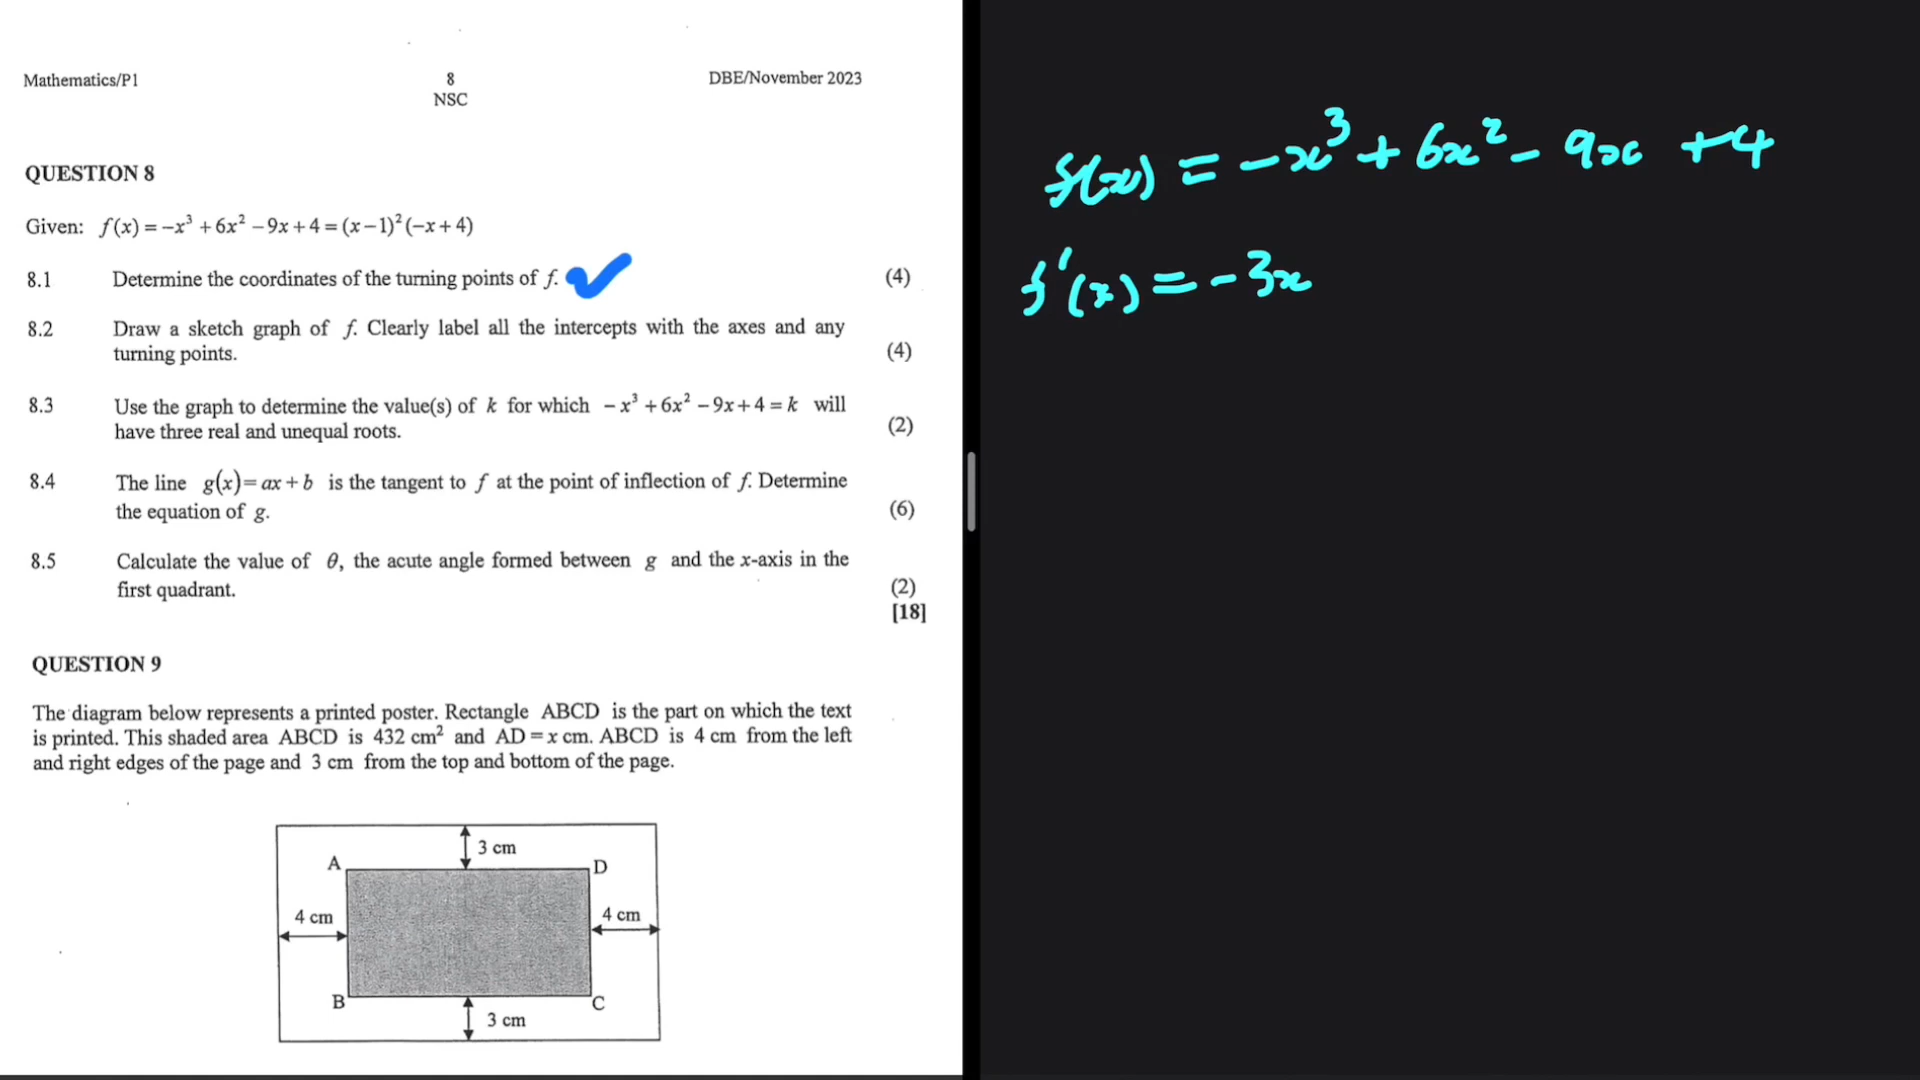 Mathematics/P1
8
NSC
DBE/November 2023
QUESTION 8
Given: f(x) = −x³ + 6x² − 9x + 4 = (x − 1)²(−x + 4)
8.1 Determine the coordinates of the turning points of f. (4)
8.2 Draw a sketch graph of f. Clearly label all the intercepts with the axes and any
turning points. (4)
8.3 Use the graph to determine the value(s) of k for which − x³ + 6x² − 9x + 4 = k will
have three real and unequal roots. (2)
8.4 The line g(x) = ax + b is the tangent to f at the point of inflection of f. Determine
the equation of g. (6)
8.5 Calculate the value of θ, the acute angle formed between g and the x-axis in the
first quadrant. (2)
[18]
QUESTION 9
The diagram below represents a printed poster. Rectangle ABCD is the part on which the text
is printed. This shaded area ABCD is 432 cm² and AD = x cm. ABCD is 4 cm from the left
and right edges of the page and 3 cm from the top and bottom of the page.
3 cm
A
D
4 cm
4 cm
B
C
3 cm
f(x) = −x³ + 6x² − 9x + 4
f'(x) = −3x